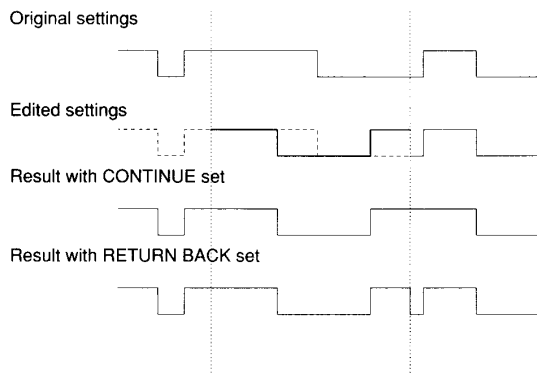 Original settings
Edited settings
Result with CONTINUE set
Result with RETURN BACK set